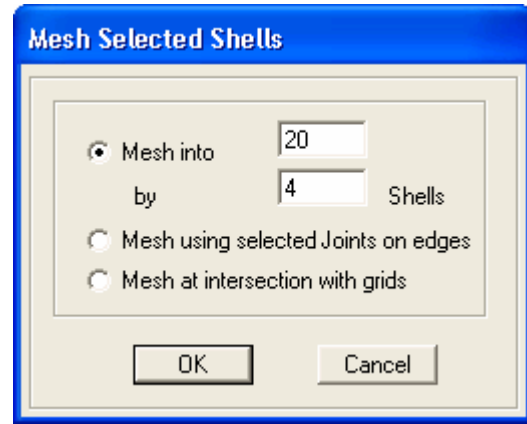 Mesh Selected Shells
Mesh into 20
by 4 Shells
Mesh using selected Joints on edges
Mesh at intersection with grids
OK Cancel